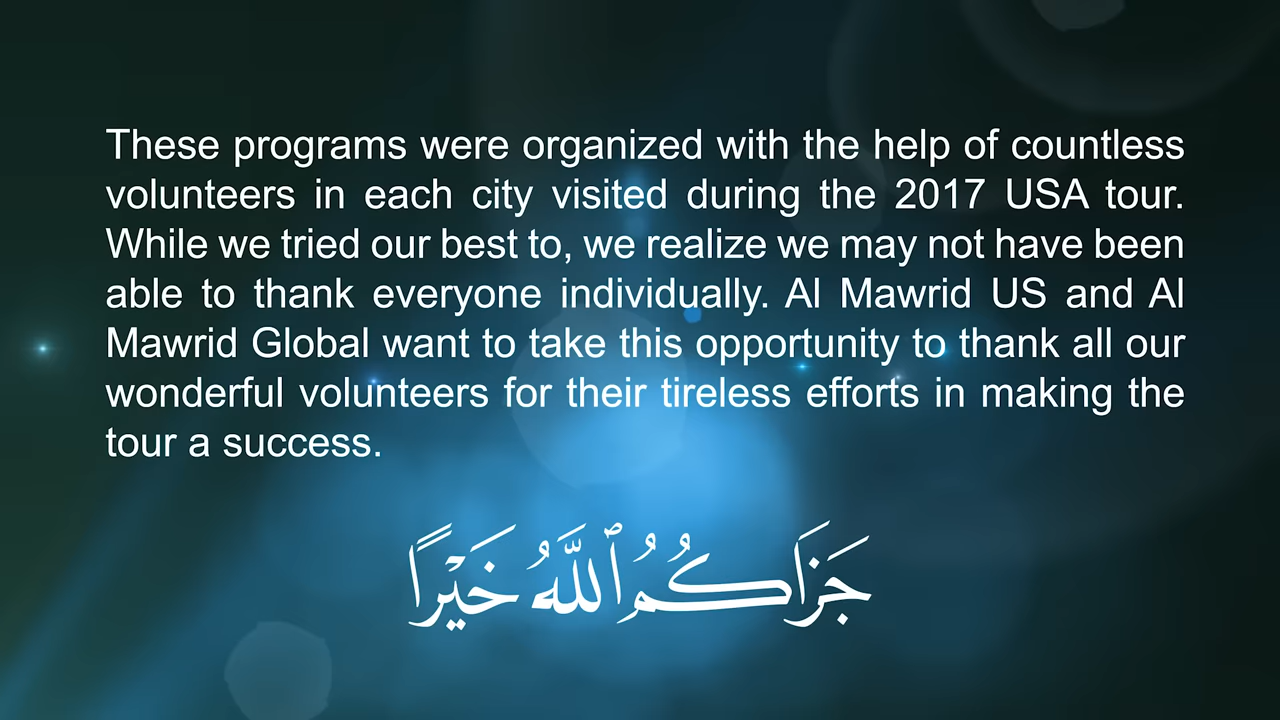 These programs were organized with the help of countless
volunteers in each city visited during the 2017 USA tour.
While we tried our best to, we realize we may not have been
able to thank everyone individually. Al Mawrid US and Al
Mawrid Global want to take this opportunity to thank all our
wonderful volunteers for their tireless efforts in making the
tour a success.
جَزَاكُمُ ٱللَّهُ خَيْرًا